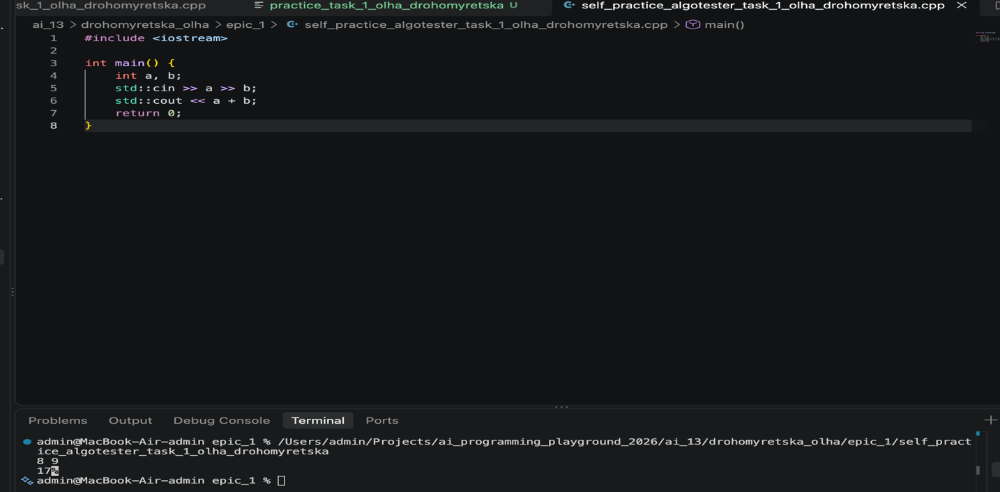 sk_1_olha_drohomyretska.cpp practice_task_1_olha_drohomyretska U self_practice_algotester_task_1_olha_drohomyretska.cpp
ai_13 > drohomyretska_olha > epic_1 > self_practice_algotester_task_1_olha_drohomyretska.cpp > main()
1 #include <iostream>
2
3 int main() {
4     int a, b;
5     std::cin >> a >> b;
6     std::cout << a + b;
7     return 0;
8 }
Problems Output Debug Console Terminal Ports
admin@MacBook-Air-admin epic_1 % /Users/admin/Projects/ai_programming_playground_2026/ai_13/drohomyretska_olha/epic_1/self_pract
ice_algotester_task_1_olha_drohomyretska
8 9
17%
admin@MacBook-Air-admin epic_1 %